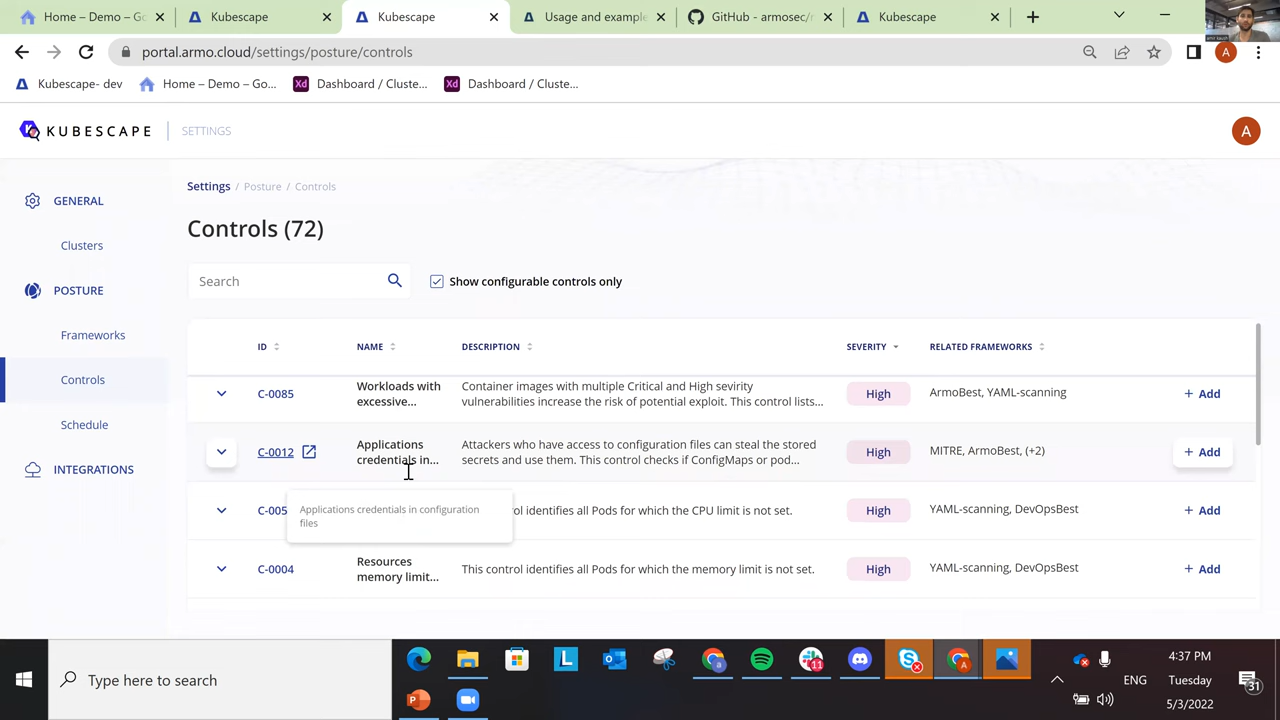 Home – Demo – Go
Kubescape
Kubescape
Usage and example
GitHub - armosec/r
Kubescape
portal.armo.cloud/settings/posture/controls
A
Kubescape- dev
Home – Demo – Go...
Dashboard / Cluste...
Dashboard / Cluste...
KUBESCAPE
SETTINGS
A
GENERAL
Clusters
POSTURE
Frameworks
Controls
Schedule
INTEGRATIONS
Settings / Posture / Controls
Controls (72)
Search
Show configurable controls only
ID NAME DESCRIPTION SEVERITY RELATED FRAMEWORKS
C-0085
Workloads with
excessive...
Container images with multiple Critical and High sevirity
vulnerabilities increase the risk of potential exploit. This control lists...
High
ArmoBest, YAML-scanning
+ Add
C-0012
Applications
credentials in...
Attackers who have access to configuration files can steal the stored
secrets and use them. This control checks if ConfigMaps or pod...
High
MITRE, ArmoBest, (+2)
+ Add
Applications credentials in configuration
files
C-005
ol identifies all Pods for which the CPU limit is not set.
High
YAML-scanning, DevOpsBest
+ Add
C-0004
Resources
memory limit...
This control identifies all Pods for which the memory limit is not set.
High
YAML-scanning, DevOpsBest
+ Add
Type here to search
L
11
a
A
ENG
4:37 PM
Tuesday
5/3/2022
31